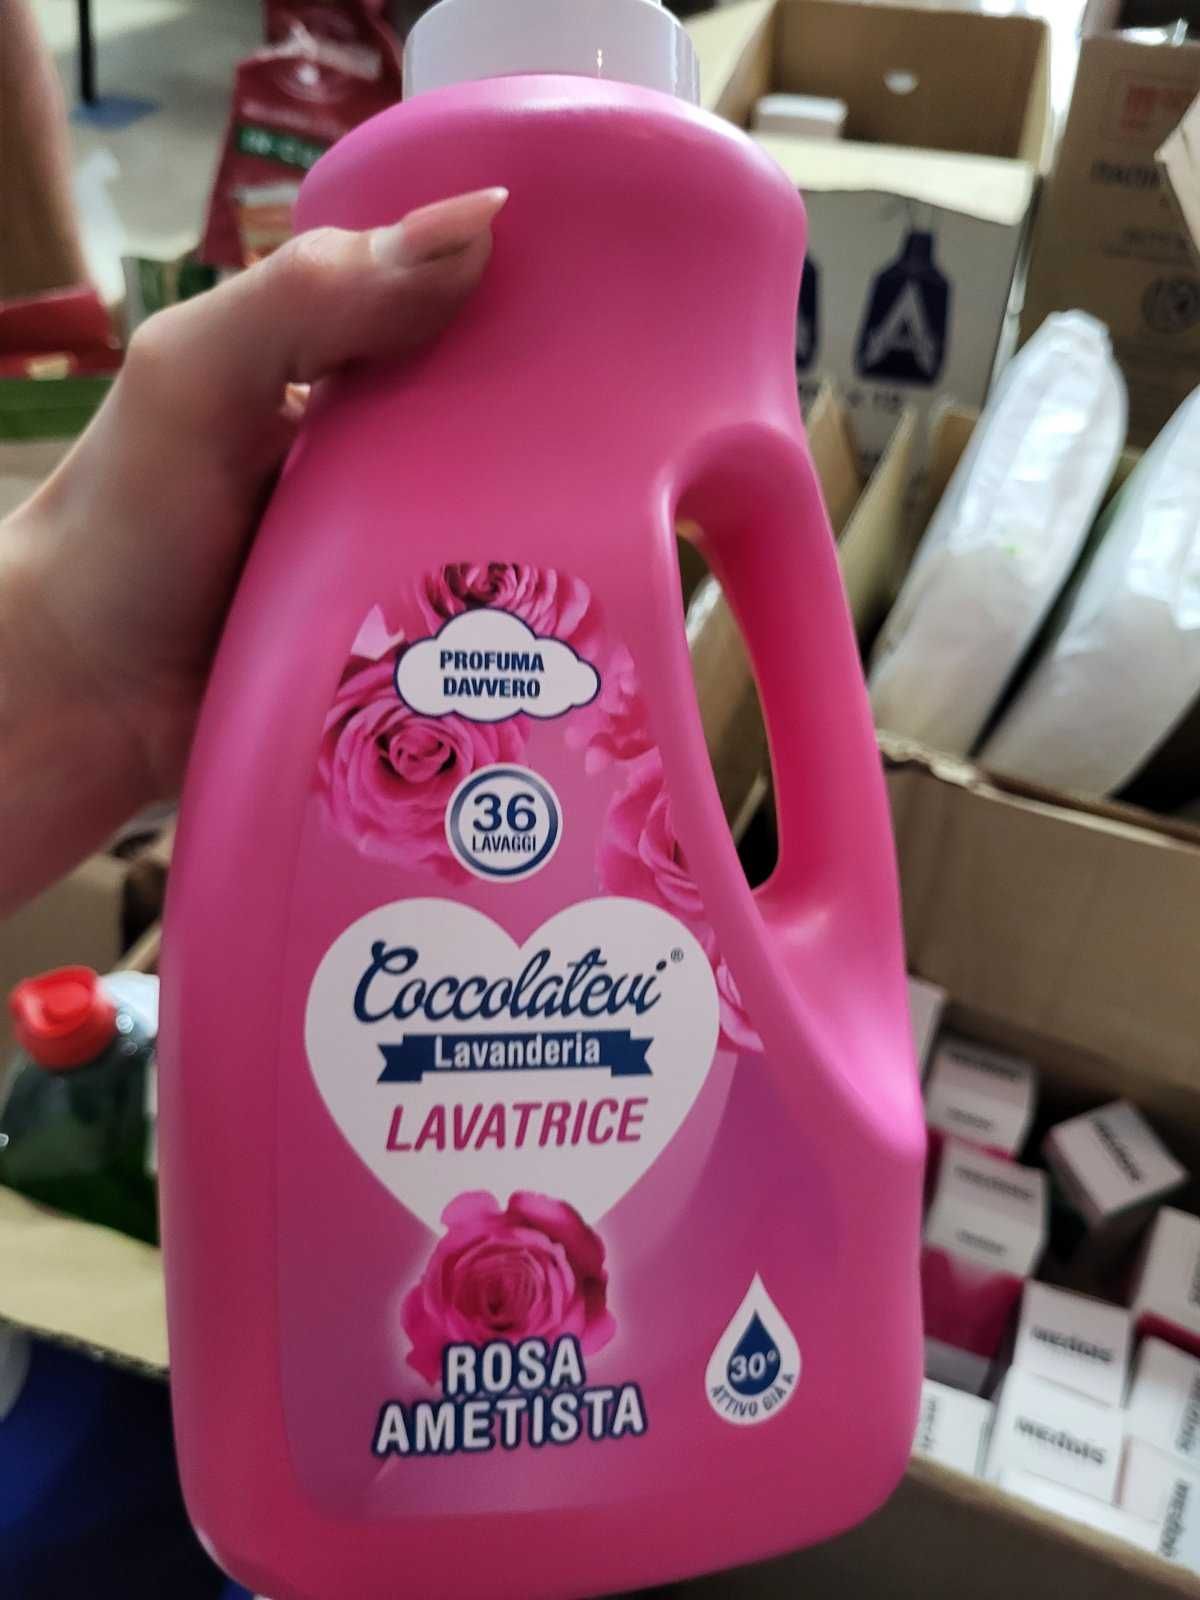 PROFUMA
DAVVERO
36
LAVAGGI
Coccolatevi®
Lavanderia
LAVATRICE
ROSA
AMETISTA
30°
ATTIVO GIÀ A